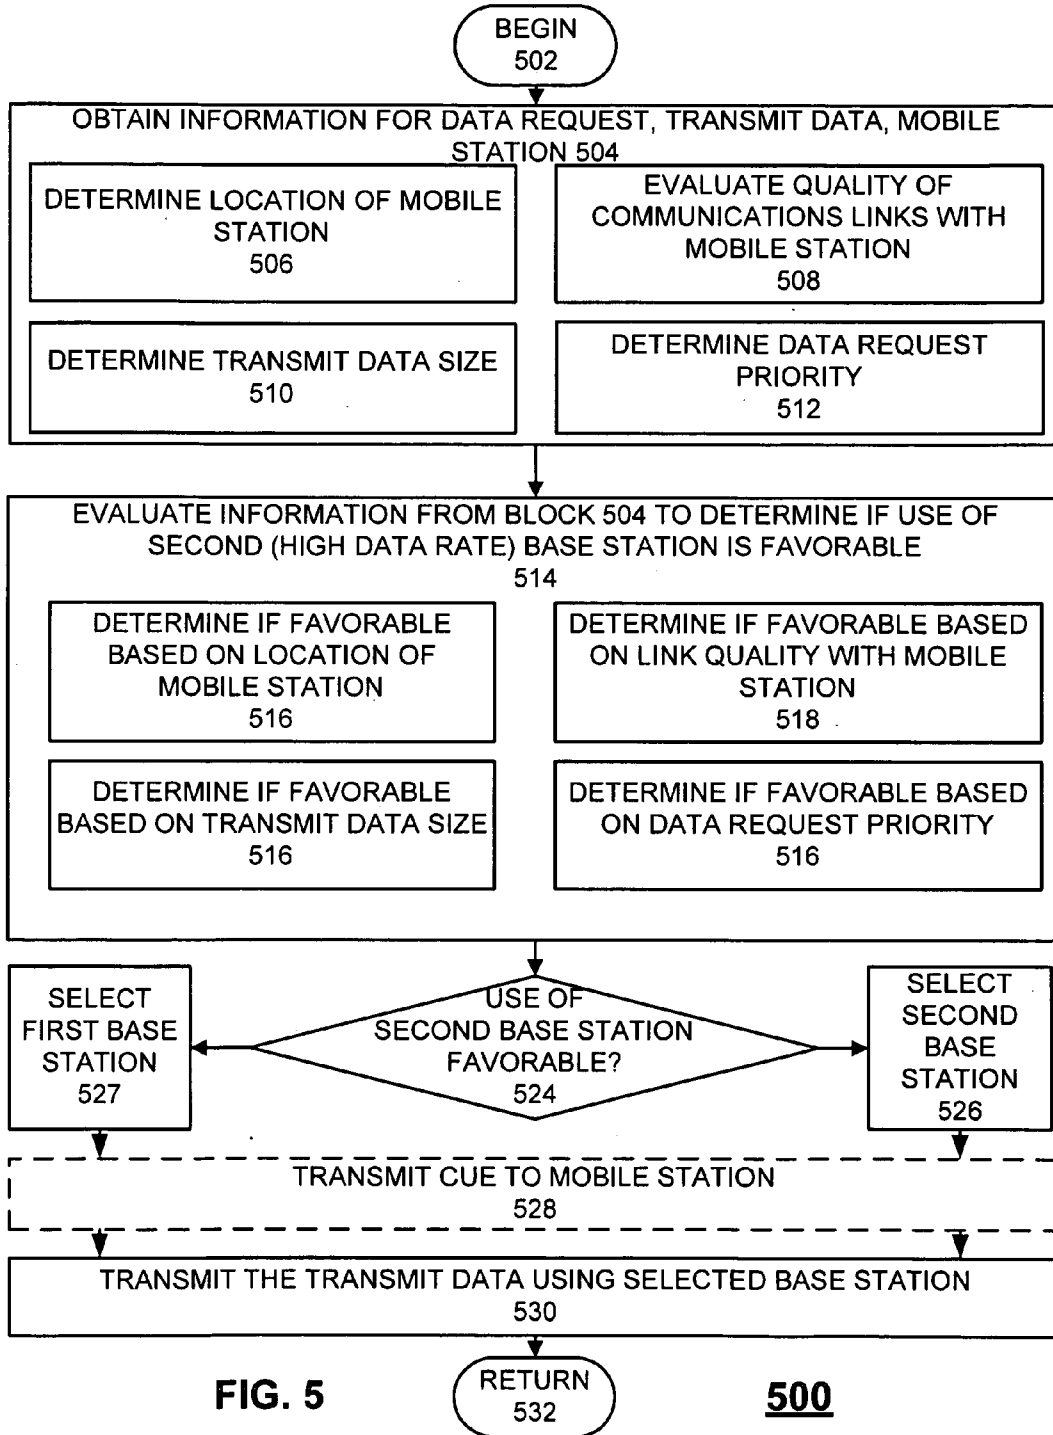 BEGIN
502
OBTAIN INFORMATION FOR DATA REQUEST, TRANSMIT DATA, MOBILE
STATION 504
DETERMINE LOCATION OF MOBILE
STATION
506
EVALUATE QUALITY OF
COMMUNICATIONS LINKS WITH
MOBILE STATION
508
DETERMINE TRANSMIT DATA SIZE
510
DETERMINE DATA REQUEST
PRIORITY
512
EVALUATE INFORMATION FROM BLOCK 504 TO DETERMINE IF USE OF
SECOND (HIGH DATA RATE) BASE STATION IS FAVORABLE
514
DETERMINE IF FAVORABLE
BASED ON LOCATION OF
MOBILE STATION
516
DETERMINE IF FAVORABLE BASED
ON LINK QUALITY WITH MOBILE
STATION
518
DETERMINE IF FAVORABLE
BASED ON TRANSMIT DATA SIZE
516
DETERMINE IF FAVORABLE BASED
ON DATA REQUEST PRIORITY
516
SELECT
FIRST BASE
STATION
527
USE OF
SECOND BASE STATION
FAVORABLE?
524
SELECT
SECOND
BASE
STATION
526
TRANSMIT CUE TO MOBILE STATION
528
TRANSMIT THE TRANSMIT DATA USING SELECTED BASE STATION
530
RETURN
532
FIG. 5
500